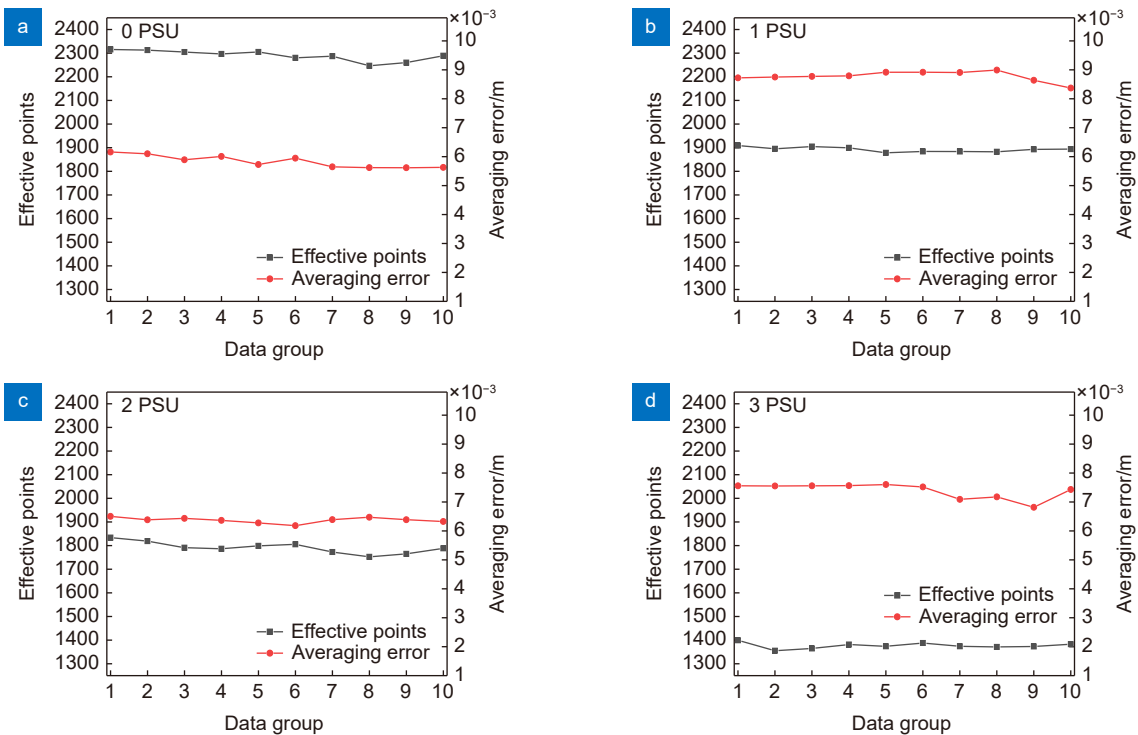 a
0 PSU
×10⁻³
2400
2300
2200
2100
2000
1900
1800
1700
1600
1500
1400
1300
Effective points
10
9
8
7
6
5
4
3
2
1
Averaging error/m
Effective points
Averaging error
1 2 3 4 5 6 7 8 9 10
Data group
b
1 PSU
×10⁻³
2400
2300
2200
2100
2000
1900
1800
1700
1600
1500
1400
1300
Effective points
10
9
8
7
6
5
4
3
2
1
Averaging error/m
Effective points
Averaging error
1 2 3 4 5 6 7 8 9 10
Data group
c
2 PSU
×10⁻³
2400
2300
2200
2100
2000
1900
1800
1700
1600
1500
1400
1300
Effective points
10
9
8
7
6
5
4
3
2
1
Averaging error/m
Effective points
Averaging error
1 2 3 4 5 6 7 8 9 10
Data group
d
3 PSU
×10⁻³
2400
2300
2200
2100
2000
1900
1800
1700
1600
1500
1400
1300
Effective points
10
9
8
7
6
5
4
3
2
1
Averaging error/m
Effective points
Averaging error
1 2 3 4 5 6 7 8 9 10
Data group